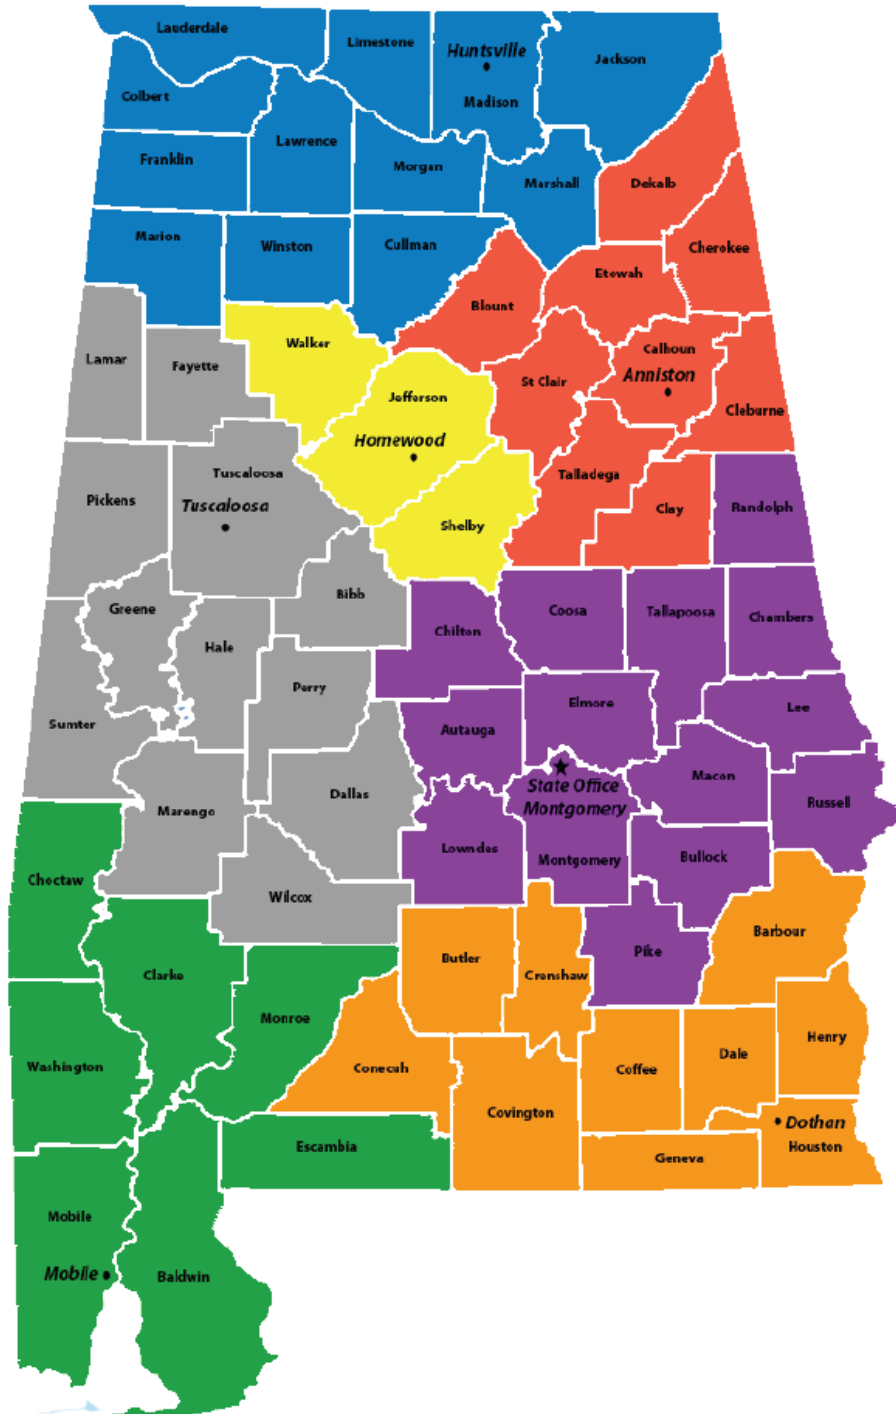 Lauderdale
Limestone
Huntsville
Madison
Jackson
Colbert
Lawrence
Franklin
Morgan
Marshall
Dekalb
Marion
Winston
Cullman
Cherokee
Etowah
Blount
Walker
Lamar
Fayette
Calhoun
Anniston
St Clair
Jefferson
Homewood
Cleburne
Tuscaloosa
Tuscaloosa
Pickens
Talladega
Clay
Randolph
Shelby
Bibb
Greene
Hale
Chilton
Coosa
Tallapoosa
Chambers
Perry
Sumter
Autauga
Elmore
Lee
Macon
State Office
Montgomery
Dallas
Marengo
Russell
Lowndes
Montgomery
Bullock
Choctaw
Wilcox
Barbour
Butler
Crenshaw
Pike
Clarke
Monroe
Washington
Conecuh
Covington
Coffee
Dale
Henry
Dothan
Houston
Escambia
Geneva
Mobile
Mobile
Baldwin